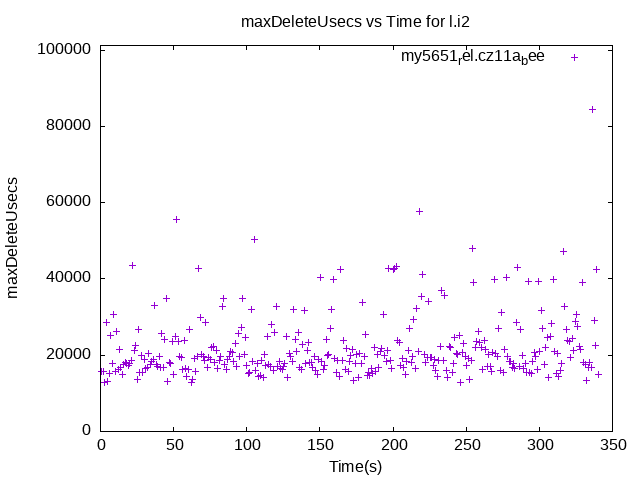 maxDeleteUsecs vs Time for l.i2
100000
80000
60000
40000
20000
0
maxDeleteUsecs
my5651rel.cz11abee
0 50 100 150 200 250 300 350
Time(s)